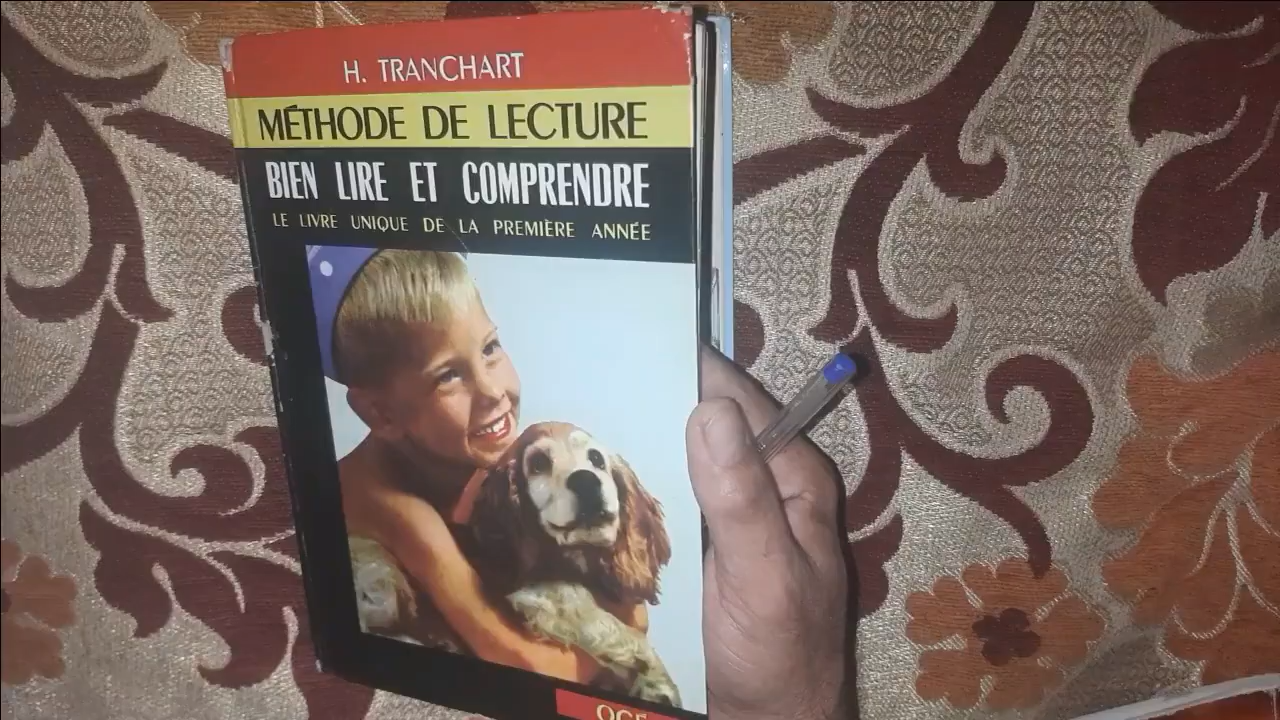 H. TRANCHART
MÉTHODE DE LECTURE
BIEN LIRE ET COMPRENDRE
LE LIVRE UNIQUE DE LA PREMIÈRE ANNÉE